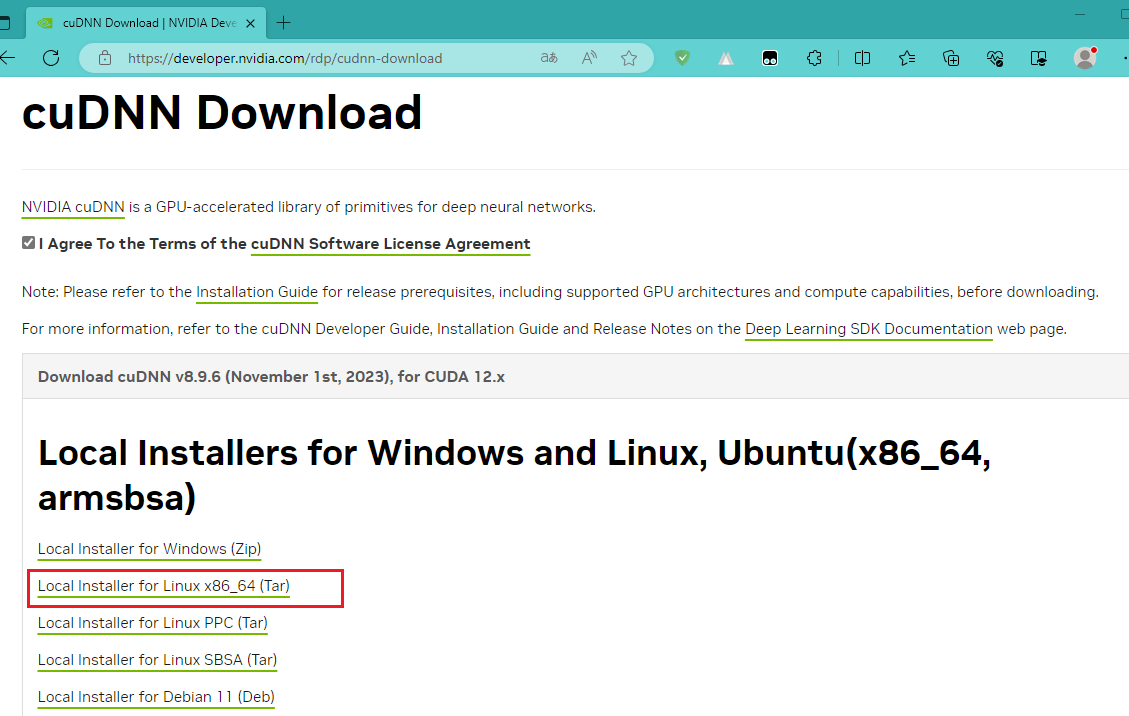 cuDNN Download | NVIDIA Deve
https://developer.nvidia.com/rdp/cudnn-download
cuDNN Download
NVIDIA cuDNN is a GPU-accelerated library of primitives for deep neural networks.
I Agree To the Terms of the cuDNN Software License Agreement
Note: Please refer to the Installation Guide for release prerequisites, including supported GPU architectures and compute capabilities, before downloading.
For more information, refer to the cuDNN Developer Guide, Installation Guide and Release Notes on the Deep Learning SDK Documentation web page.
Download cuDNN v8.9.6 (November 1st, 2023), for CUDA 12.x
Local Installers for Windows and Linux, Ubuntu(x86_64,
armsbsa)
Local Installer for Windows (Zip)
Local Installer for Linux x86_64 (Tar)
Local Installer for Linux PPC (Tar)
Local Installer for Linux SBSA (Tar)
Local Installer for Debian 11 (Deb)